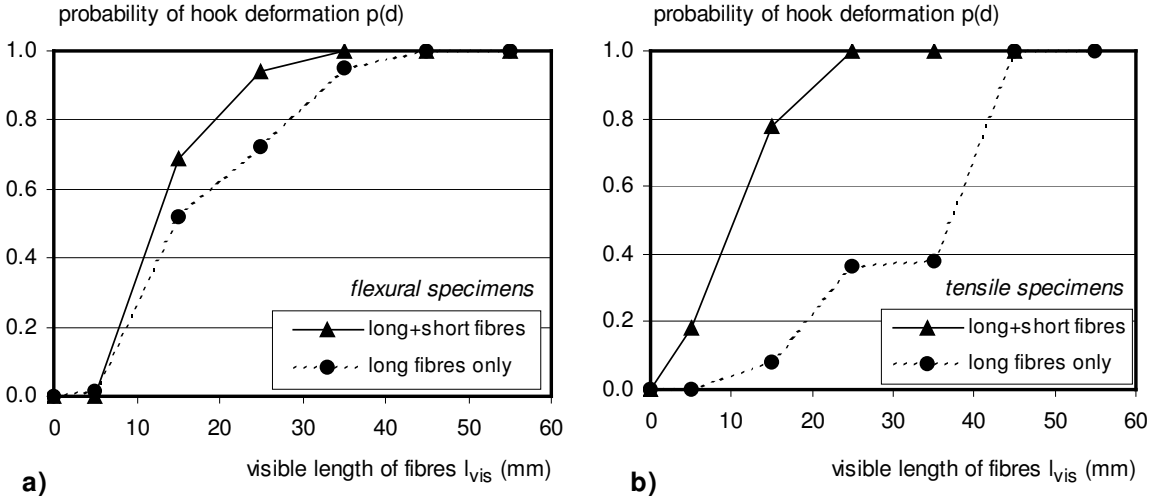 probability of hook deformation p(d)
1.0
0.8
0.6
0.4
0.2
0.0
flexural specimens
long+short fibres
long fibres only
0 10 20 30 40 50 60
visible length of fibres lvis (mm)
a)
probability of hook deformation p(d)
1.0
0.8
0.6
0.4
0.2
0.0
tensile specimens
long+short fibres
long fibres only
0 10 20 30 40 50 60
visible length of fibres lvis (mm)
b)